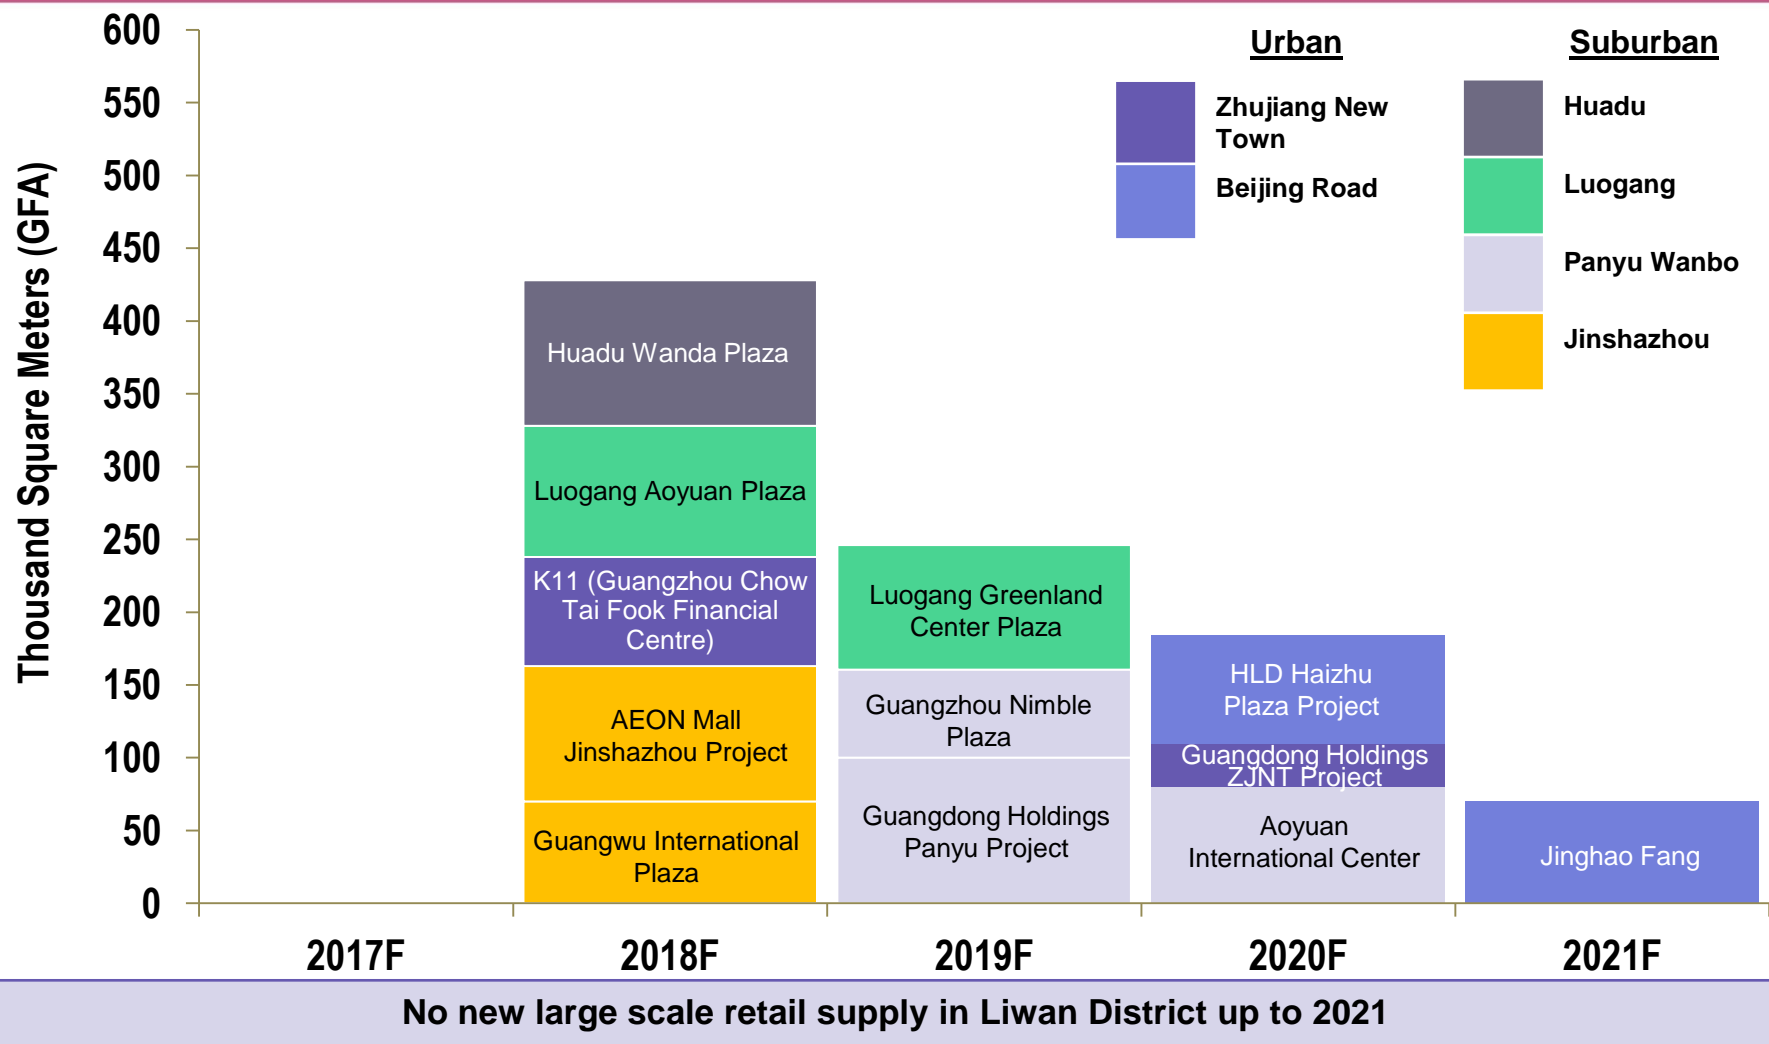 Thousand Square Meters (GFA)
600
550
500
450
400
350
300
250
200
150
100
50
0
Urban
Zhujiang New
Town
Beijing Road
Suburban
Huadu
Luogang
Panyu Wanbo
Jinshazhou
Huadu Wanda Plaza
Luogang Aoyuan Plaza
K11 (Guangzhou Chow
Tai Fook Financial
Centre)
AEON Mall
Jinshazhou Project
Guangwu International
Plaza
Luogang Greenland
Center Plaza
Guangzhou Nimble
Plaza
Guangdong Holdings
Panyu Project
HLD Haizhu
Plaza Project
Guangdong Holdings
ZJNT Project
Aoyuan
International Center
Jinghao Fang
2017F
2018F
2019F
2020F
2021F
No new large scale retail supply in Liwan District up to 2021